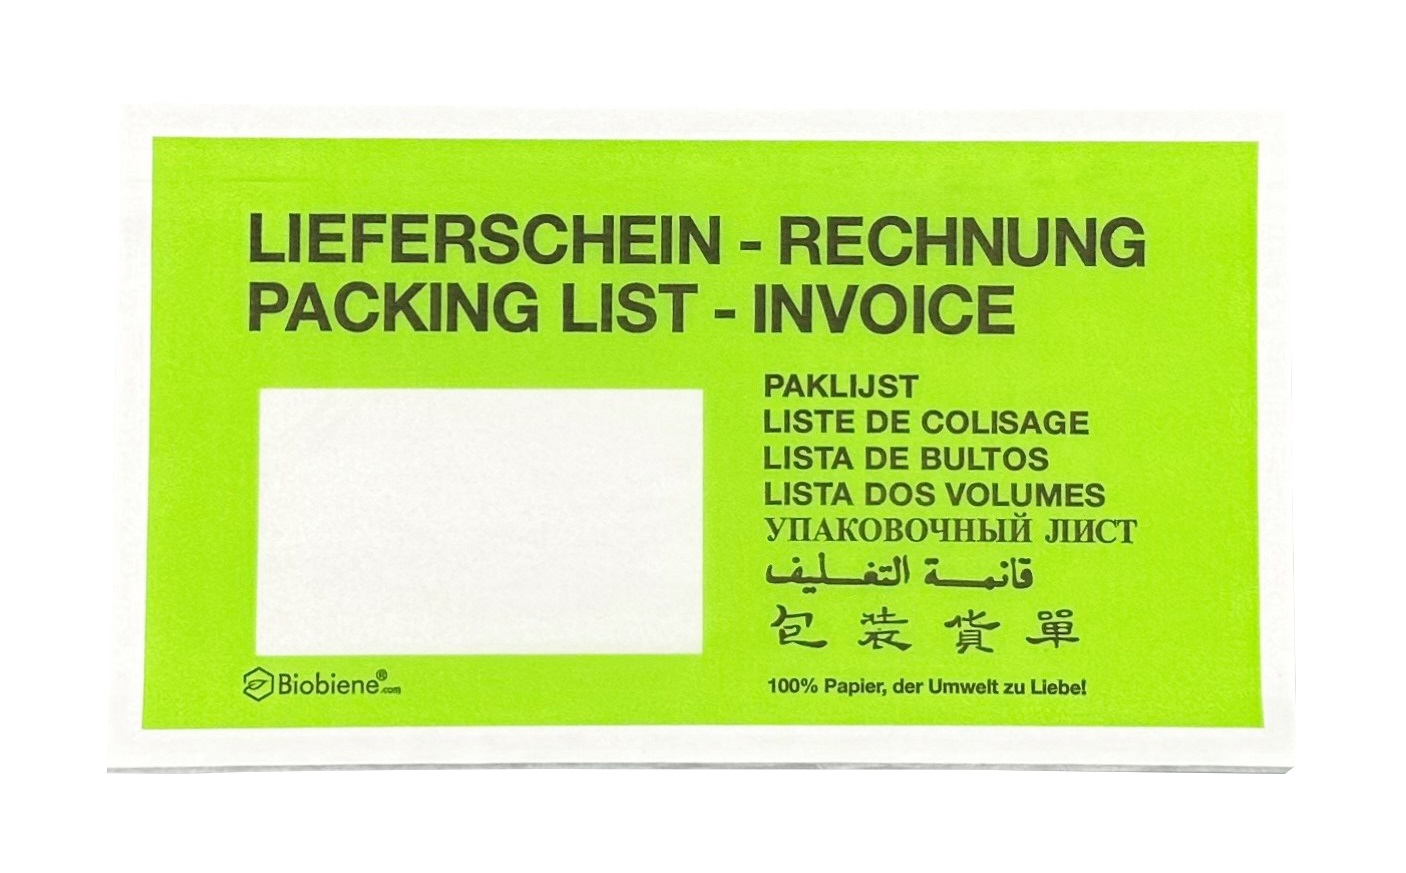 LIEFERSCHEIN - RECHNUNG
PACKING LIST - INVOICE
PAKLIJST
LISTE DE COLISAGE
LISTA DE BULTOS
LISTA DOS VOLUMES
УПАКОВОЧНЫЙ ЛИСТ
قائمة التغليف
包裝貨單
Biobiene®.com
100% Papier, der Umwelt zu Liebe!